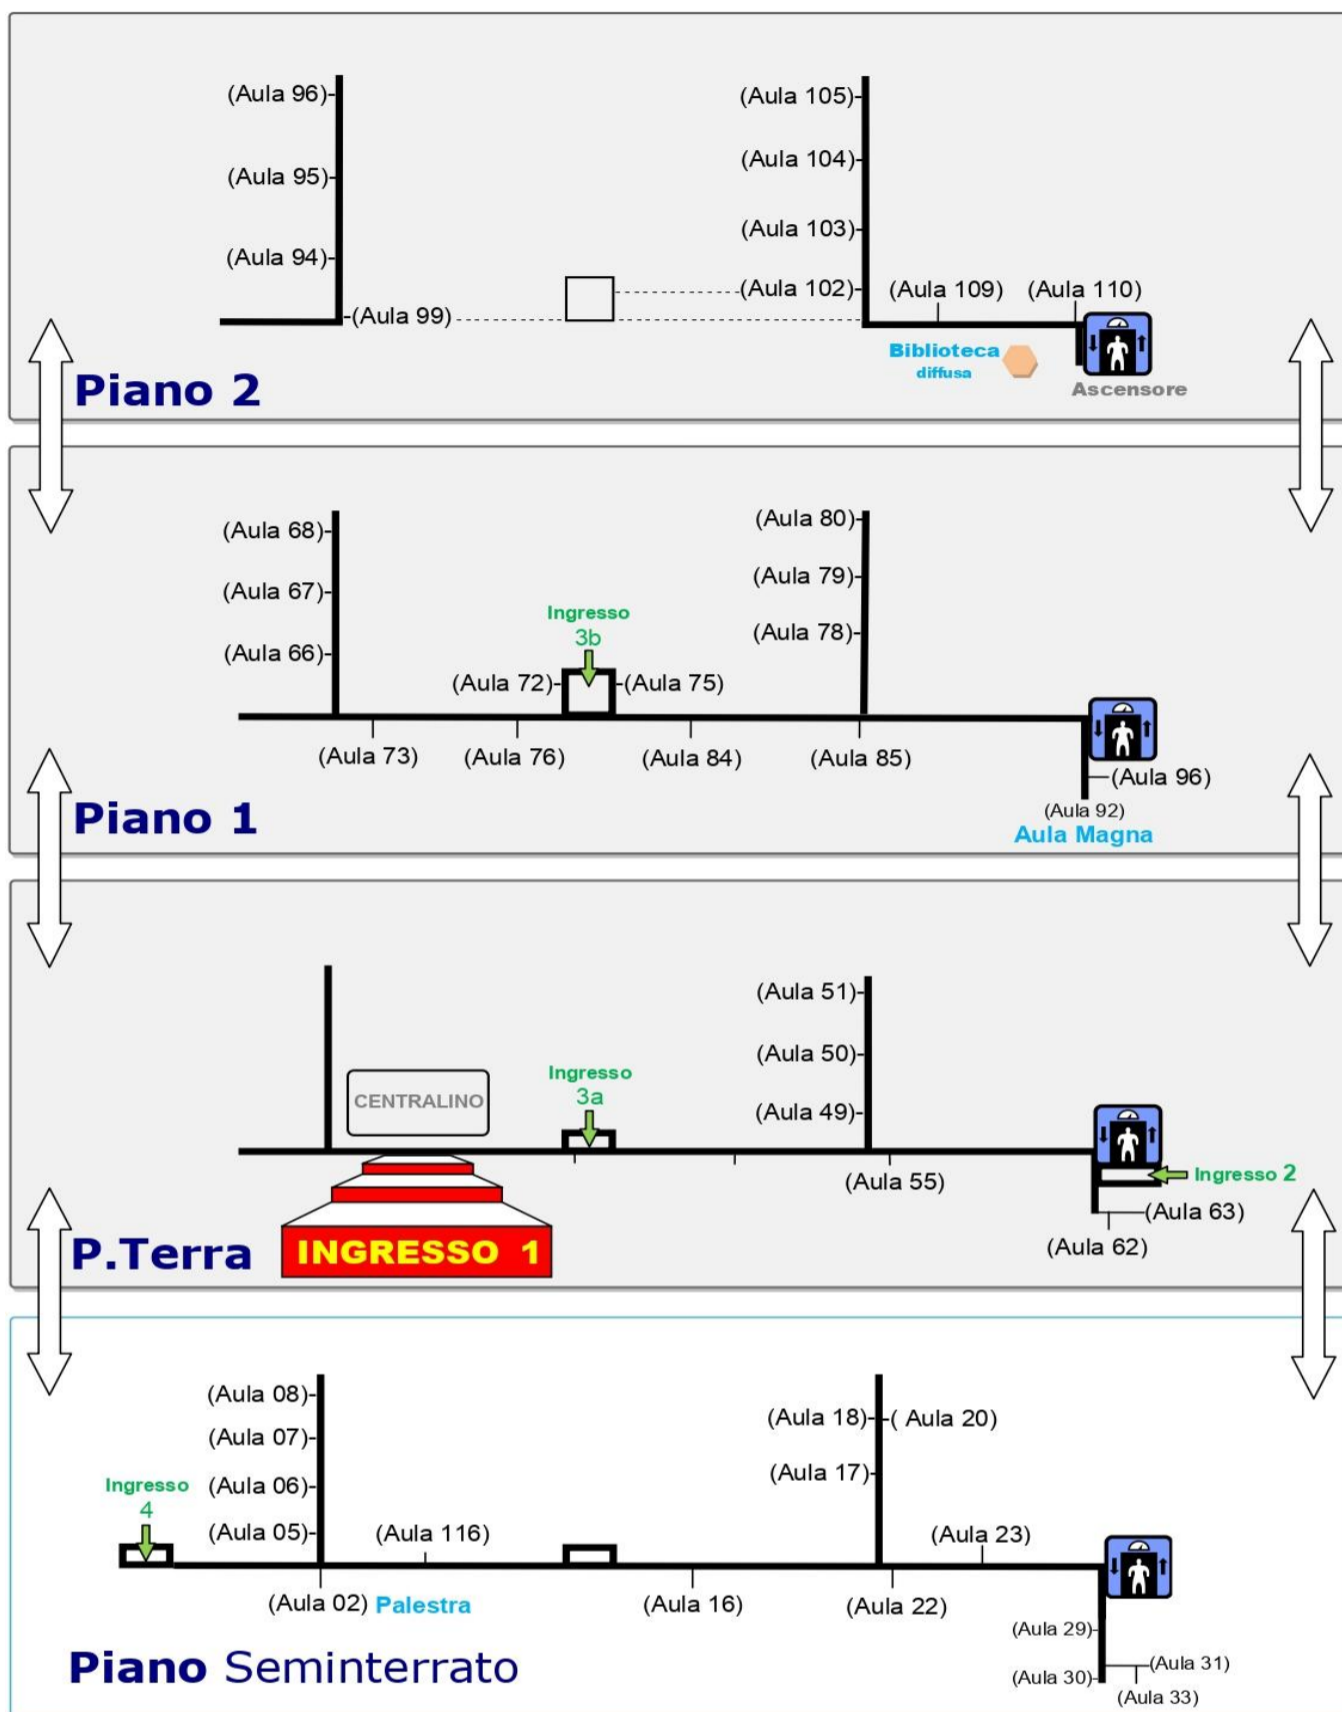 (Aula 96)
(Aula 105)
(Aula 104)
(Aula 95)
(Aula 103)
(Aula 94)
(Aula 102)
(Aula 109)
(Aula 110)
(Aula 99)
Biblioteca
diffusa
Ascensore
Piano 2
(Aula 68)
(Aula 80)
(Aula 67)
(Aula 79)
Ingresso
3b
(Aula 78)
(Aula 66)
(Aula 72)
(Aula 75)
(Aula 73)
(Aula 76)
(Aula 84)
(Aula 85)
(Aula 96)
(Aula 92)
Aula Magna
Piano 1
(Aula 51)
(Aula 50)
Ingresso
3a
CENTRALINO
(Aula 49)
(Aula 55)
Ingresso 2
(Aula 63)
(Aula 62)
P.Terra
INGRESSO 1
(Aula 08)
(Aula 18)
( Aula 20)
(Aula 07)
(Aula 17)
Ingresso
4
(Aula 06)
(Aula 05)
(Aula 116)
(Aula 23)
(Aula 02) Palestra
(Aula 16)
(Aula 22)
(Aula 29)
(Aula 31)
(Aula 30)
(Aula 33)
Piano Seminterrato